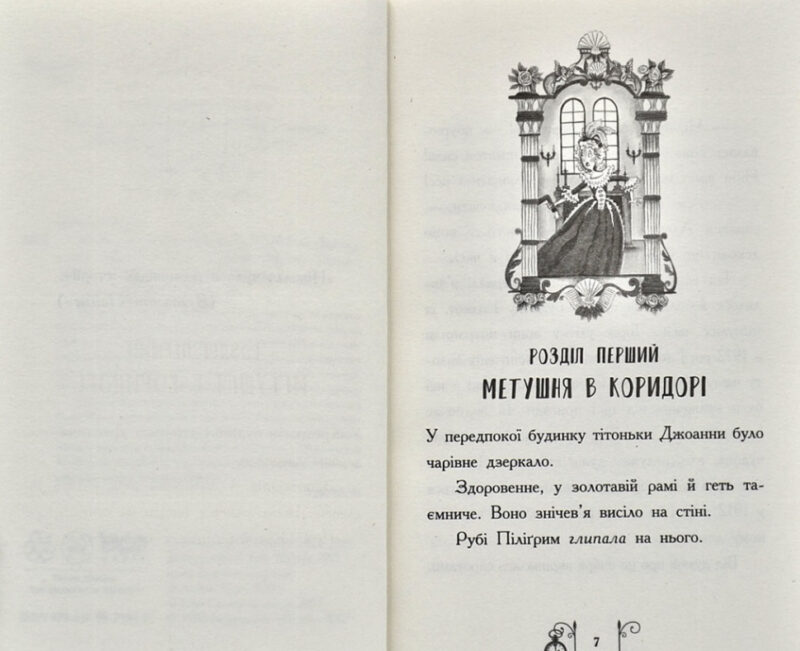 РОЗДІЛ ПЕРШИЙ
МЕТУШНЯ В КОРИДОРІ
У передпокої будинку тітоньки Джоанни було
чарівне дзеркало.
Здоровенне, у золотавій рамі й геть та-
ємниче. Воно знічев’я висіло на стіні.
Рубі Піліґрим глипала на нього.
7